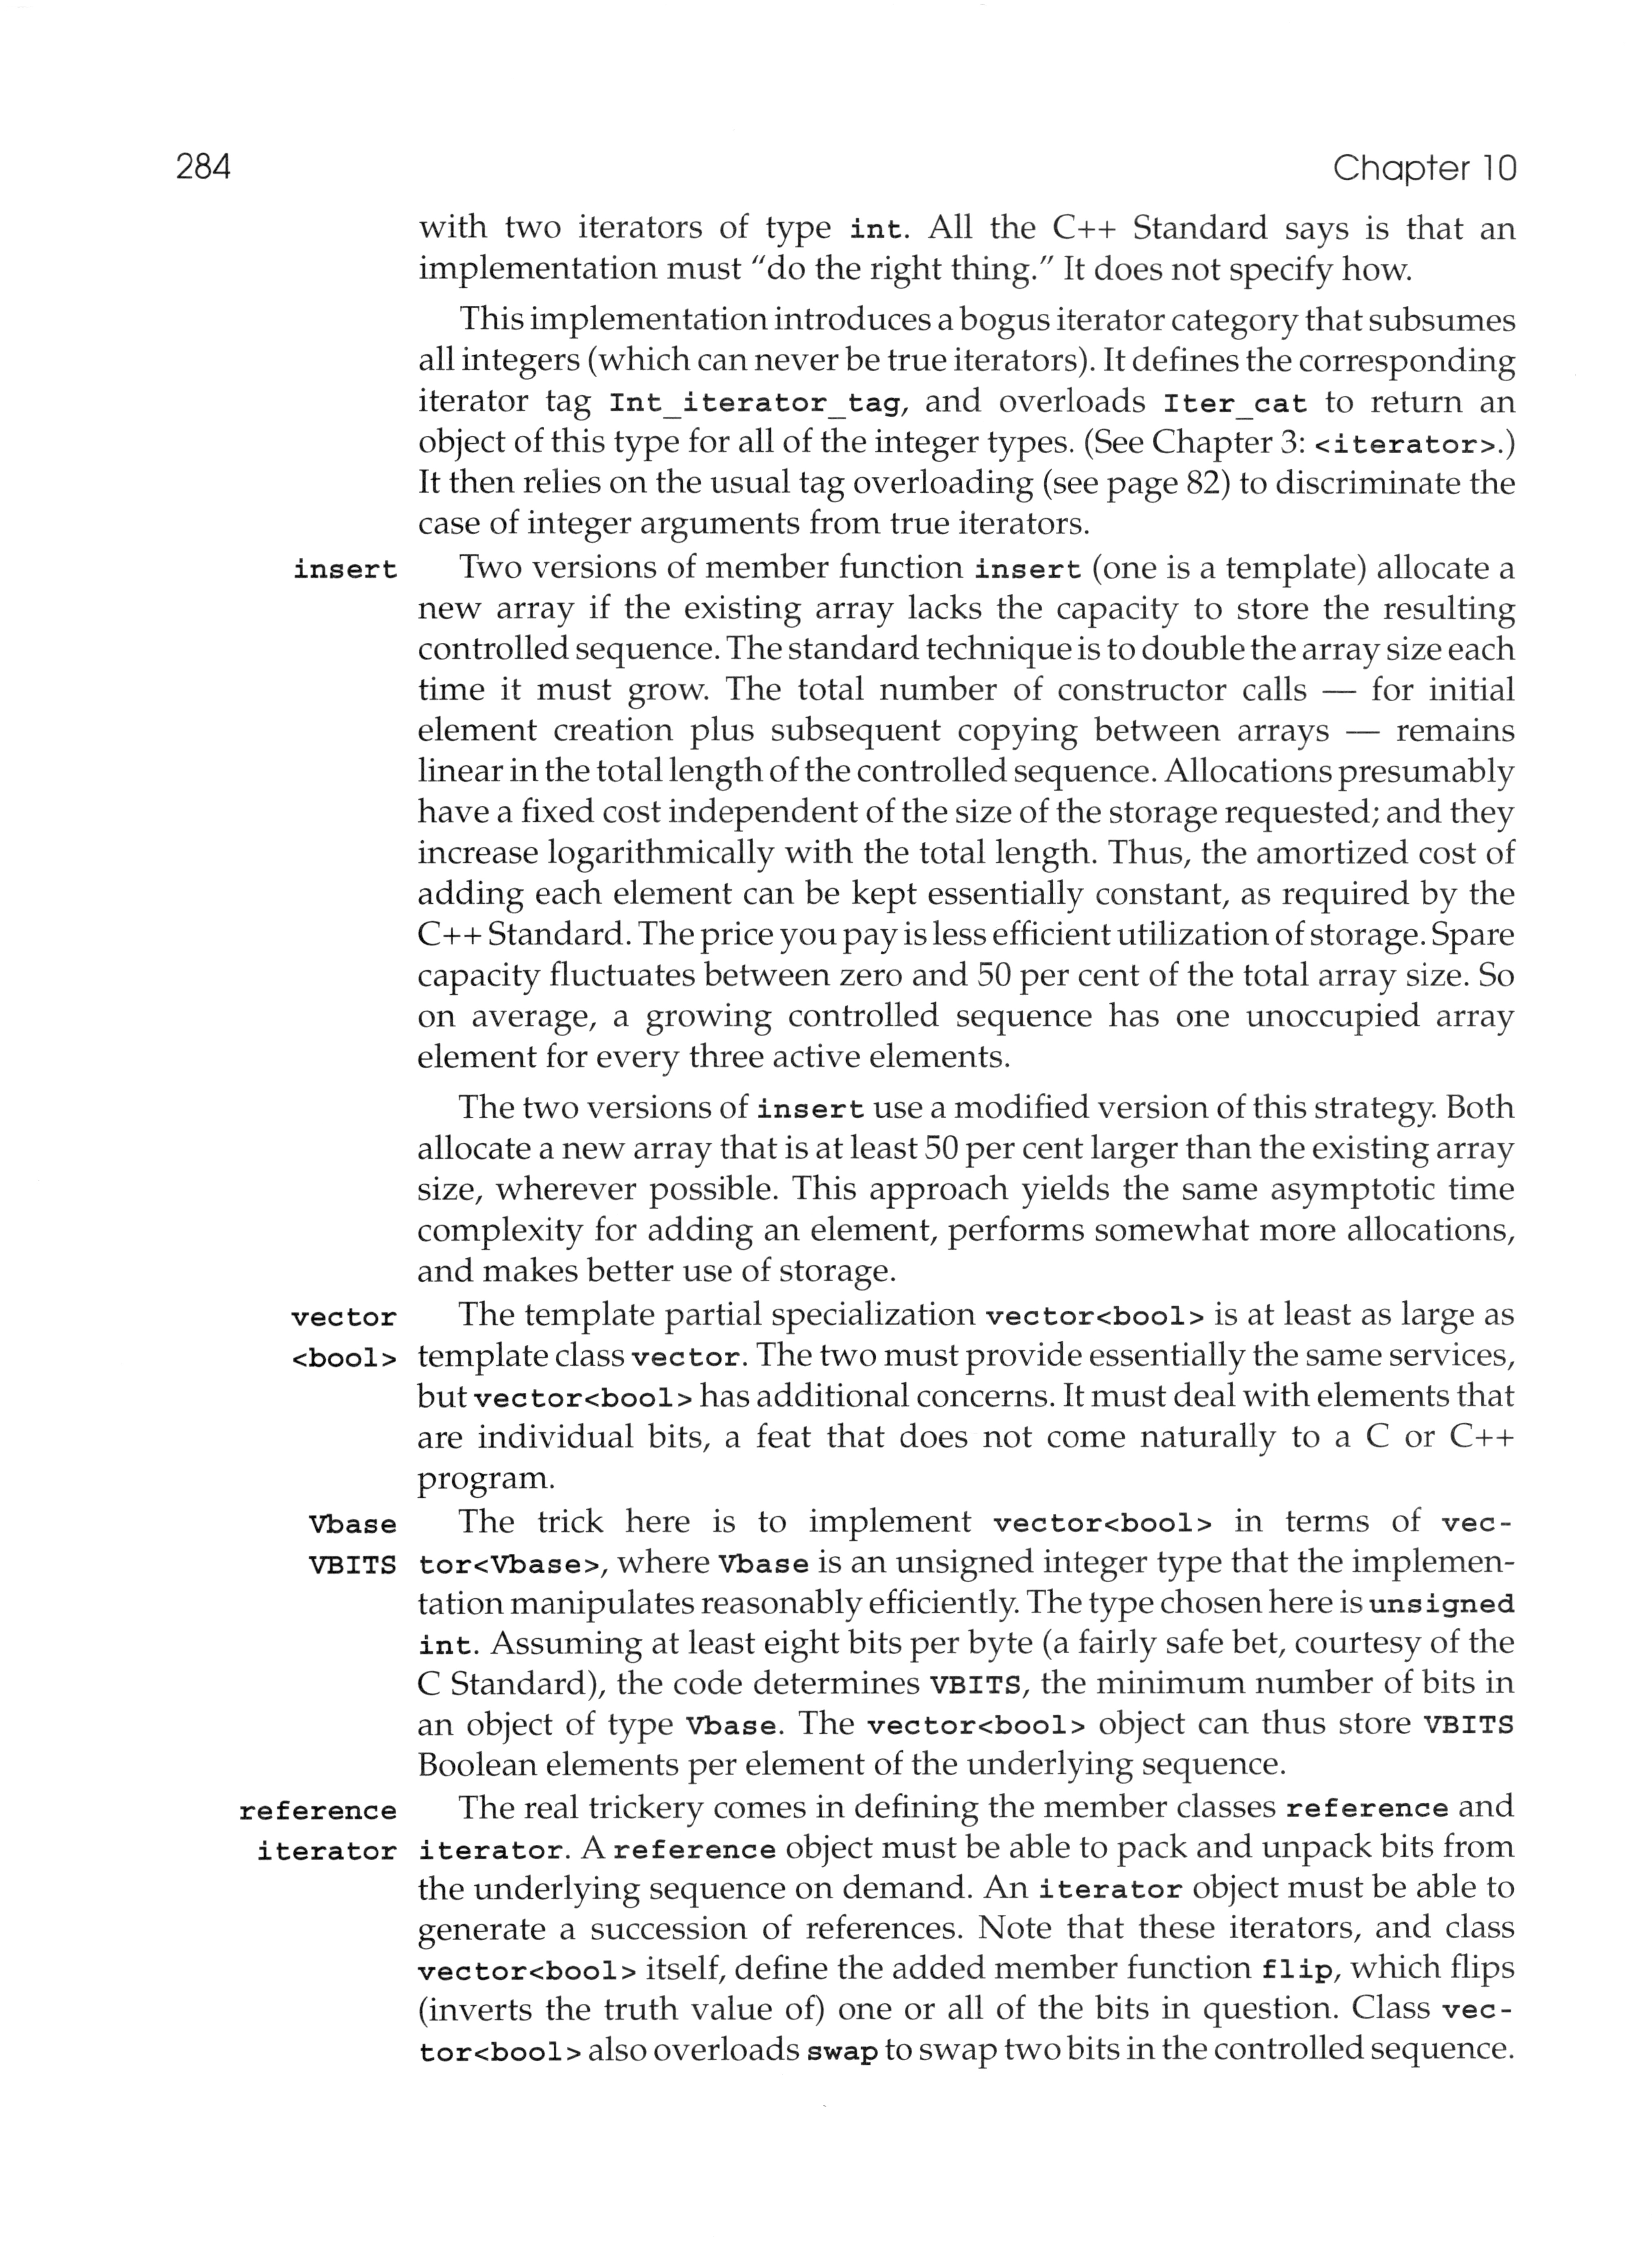 284 Chapter 10
with two iterators of type int. All the C++ Standard says is that an
implementation must "do the right thing." It does not specify how.
This implementation introduces a bogus iterator category that subsumes
all integers (which can never be true iterators). It defines the corresponding
iterator tag Int_iterator_tag, and overloads Iter_cat to return an
object of this type for all of the integer types. (See Chapter 3: <iterator>.)
It then relies on the usual tag overloading (see page 82) to discriminate the
case of integer arguments from true iterators.
insert Two versions of member function insert (one is a template) allocate a
new array if the existing array lacks the capacity to store the resulting
controlled sequence. The standard technique is to double the array size each
time it must grow. The total number of constructor calls — for initial
element creation plus subsequent copying between arrays — remains
linear in the total length of the controlled sequence. Allocations presumably
have a fixed cost independent of the size of the storage requested; and they
increase logarithmically with the total length. Thus, the amortized cost of
adding each element can be kept essentially constant, as required by the
C++ Standard. The price you pay is less efficient utilization of storage. Spare
capacity fluctuates between zero and 50 per cent of the total array size. So
on average, a growing controlled sequence has one unoccupied array
element for every three active elements.
The two versions of insert use a modified version of this strategy. Both
allocate a new array that is at least 50 per cent larger than the existing array
size, wherever possible. This approach yields the same asymptotic time
complexity for adding an element, performs somewhat more allocations,
and makes better use of storage.
vector The template partial specialization vector<bool> is at least as large as
<bool> template class vector. The two must provide essentially the same services,
but vector<bool> has additional concerns. It must deal with elements that
are individual bits, a feat that does not come naturally to a C or C++
program.
Vbase The trick here is to implement vector<bool> in terms of vec-
VBITS tor<Vbase>, where Vbase is an unsigned integer type that the implemen-
tation manipulates reasonably efficiently. The type chosen here is unsigned
int. Assuming at least eight bits per byte (a fairly safe bet, courtesy of the
C Standard), the code determines VBITS, the minimum number of bits in
an object of type Vbase. The vector<bool> object can thus store VBITS
Boolean elements per element of the underlying sequence.
reference The real trickery comes in defining the member classes reference and
iterator iterator. A reference object must be able to pack and unpack bits from
the underlying sequence on demand. An iterator object must be able to
generate a succession of references. Note that these iterators, and class
vector<bool> itself, define the added member function flip, which flips
(inverts the truth value of) one or all of the bits in question. Class vec-
tor<bool> also overloads swap to swap two bits in the controlled sequence.